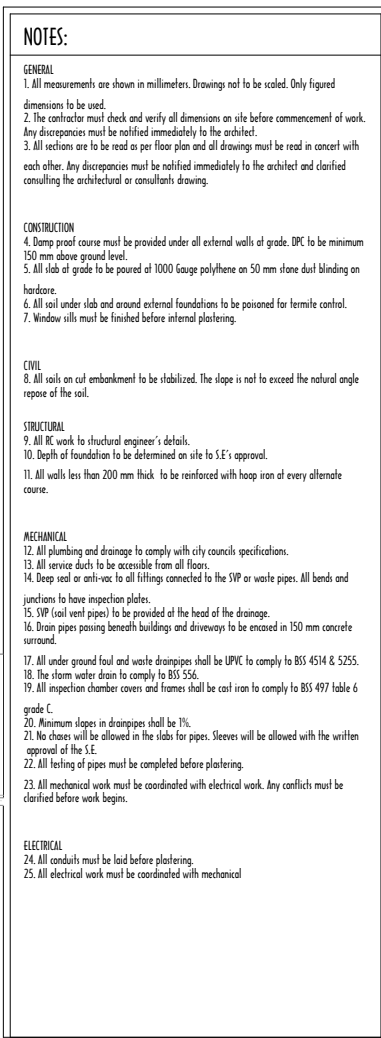 NOTES:
GENERAL
1. All measurements are shown in millimeters. Drawings not to be scaled. Only figured
dimensions to be used.
2. The contractor must check and verify all dimensions on site before commencement of work.
Any discrepancies must be notified immediately to the architect.
3. All sections are to be read as per floor plan and all drawings must be read in concert with
each other. Any discrepancies must be notified immediately to the architect and clarified
consulting the architectural or consultants drawing.
CONSTRUCTION
4. Damp proof course must be provided under all external walls at grade. DPC to be minimum
150 mm above ground level.
5. All slab at grade to be poured at 1000 Gauge polythene on 50 mm stone dust blinding on
hardcore.
6. All soil under slab and around external foundations to be poisoned for termite control.
7. Window sills must be finished before internal plastering.
CIVIL
8. All soils on cut embankment to be stabilized. The slope is not to exceed the natural angle
repose of the soil.
STRUCTURAL
9. All RC work to structural engineer's details.
10. Depth of foundation to be determined on site to S.E's approval.
11. All walls less than 200 mm thick to be reinforced with hoop iron at every alternate
course.
MECHANICAL
12. All plumbing and drainage to comply with city councils specifications.
13. All service ducts to be accessible from all floors.
14. Deep seal or anti-vac to all fittings connected to the SVP or waste pipes. All bends and
junctions to have inspection plates.
15. SVP (soil vent pipes) to be provided at the head of the drainage.
16. Drain pipes passing beneath buildings and driveways to be encased in 150 mm concrete
surround.
17. All under ground foul and waste drainpipes shall be UPVC to comply to BSS 4514 & 5255.
18. The storm water drain to comply to BSS 556.
19. All inspection chamber covers and frames shall be cast iron to comply to BSS 497 table 6
grade C.
20. Minimum slopes in drainpipes shall be 1%.
21. No chases will be allowed in the slabs for pipes. Sleeves will be allowed with the written
approval of the S.E.
22. All testing of pipes must be completed before plastering.
23. All mechanical work must be coordinated with electrical work. Any conflicts must be
clarified before work begins.
ELECTRICAL
24. All conduits must be laid before plastering.
25. All electrical work must be coordinated with mechanical